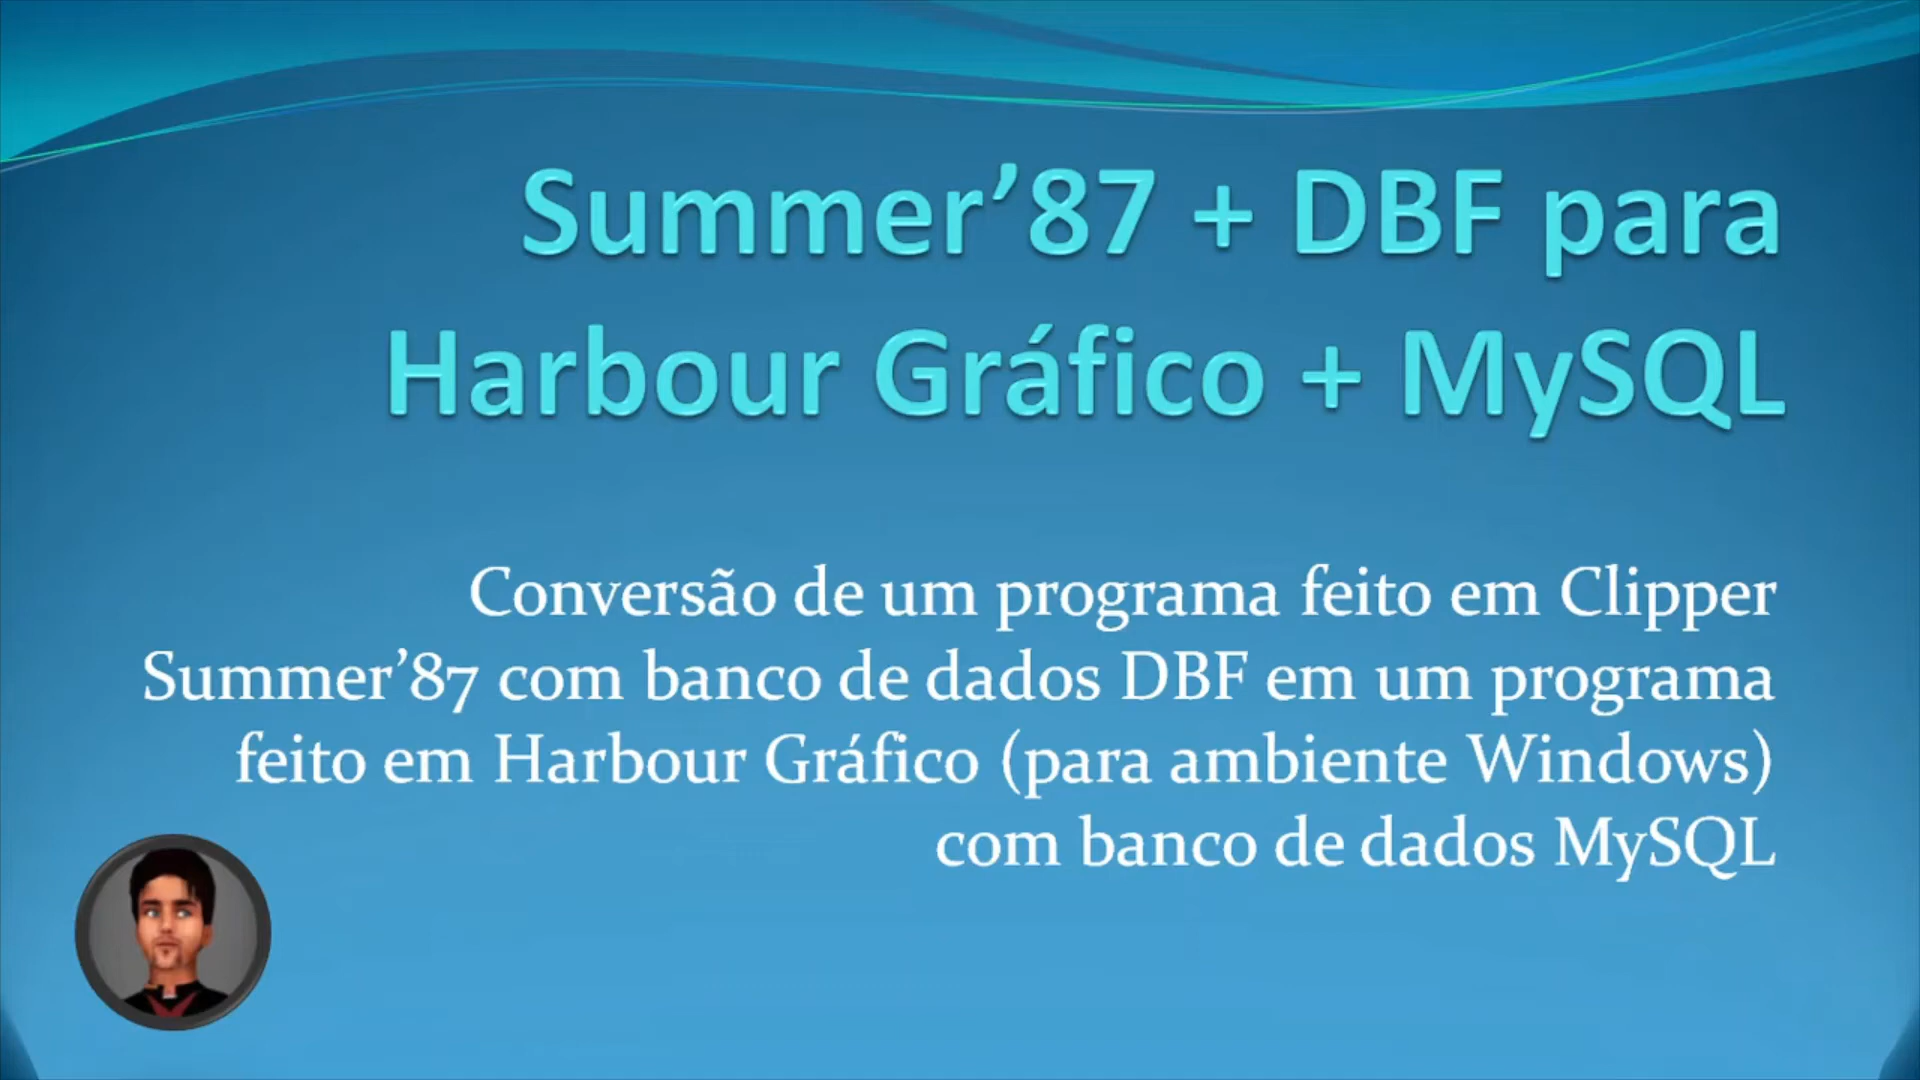 Summer’87 + DBF para
Harbour Gráfico + MySQL
Conversão de um programa feito em Clipper
Summer’87 com banco de dados DBF em um programa
feito em Harbour Gráfico (para ambiente Windows)
com banco de dados MySQL